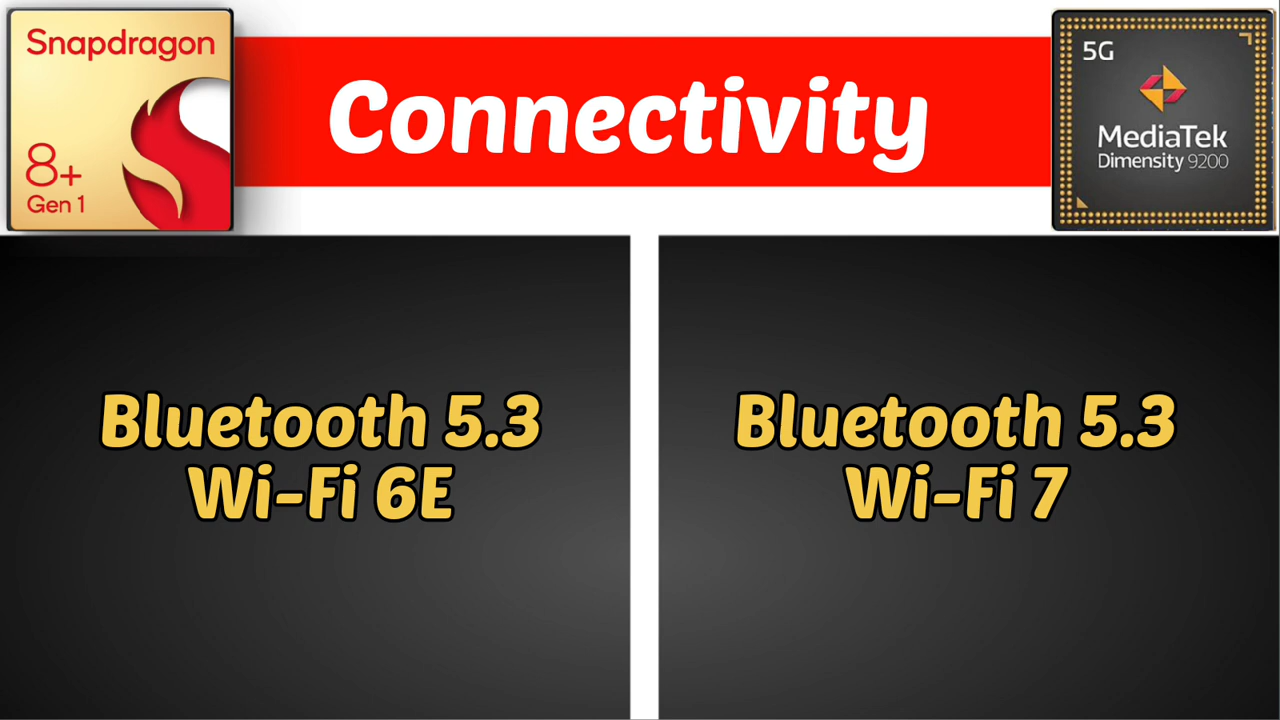 Snapdragon
8+
Gen 1
Connectivity
5G
MediaTek
Dimensity 9200
Bluetooth 5.3
Wi-Fi 6E
Bluetooth 5.3
Wi-Fi 7